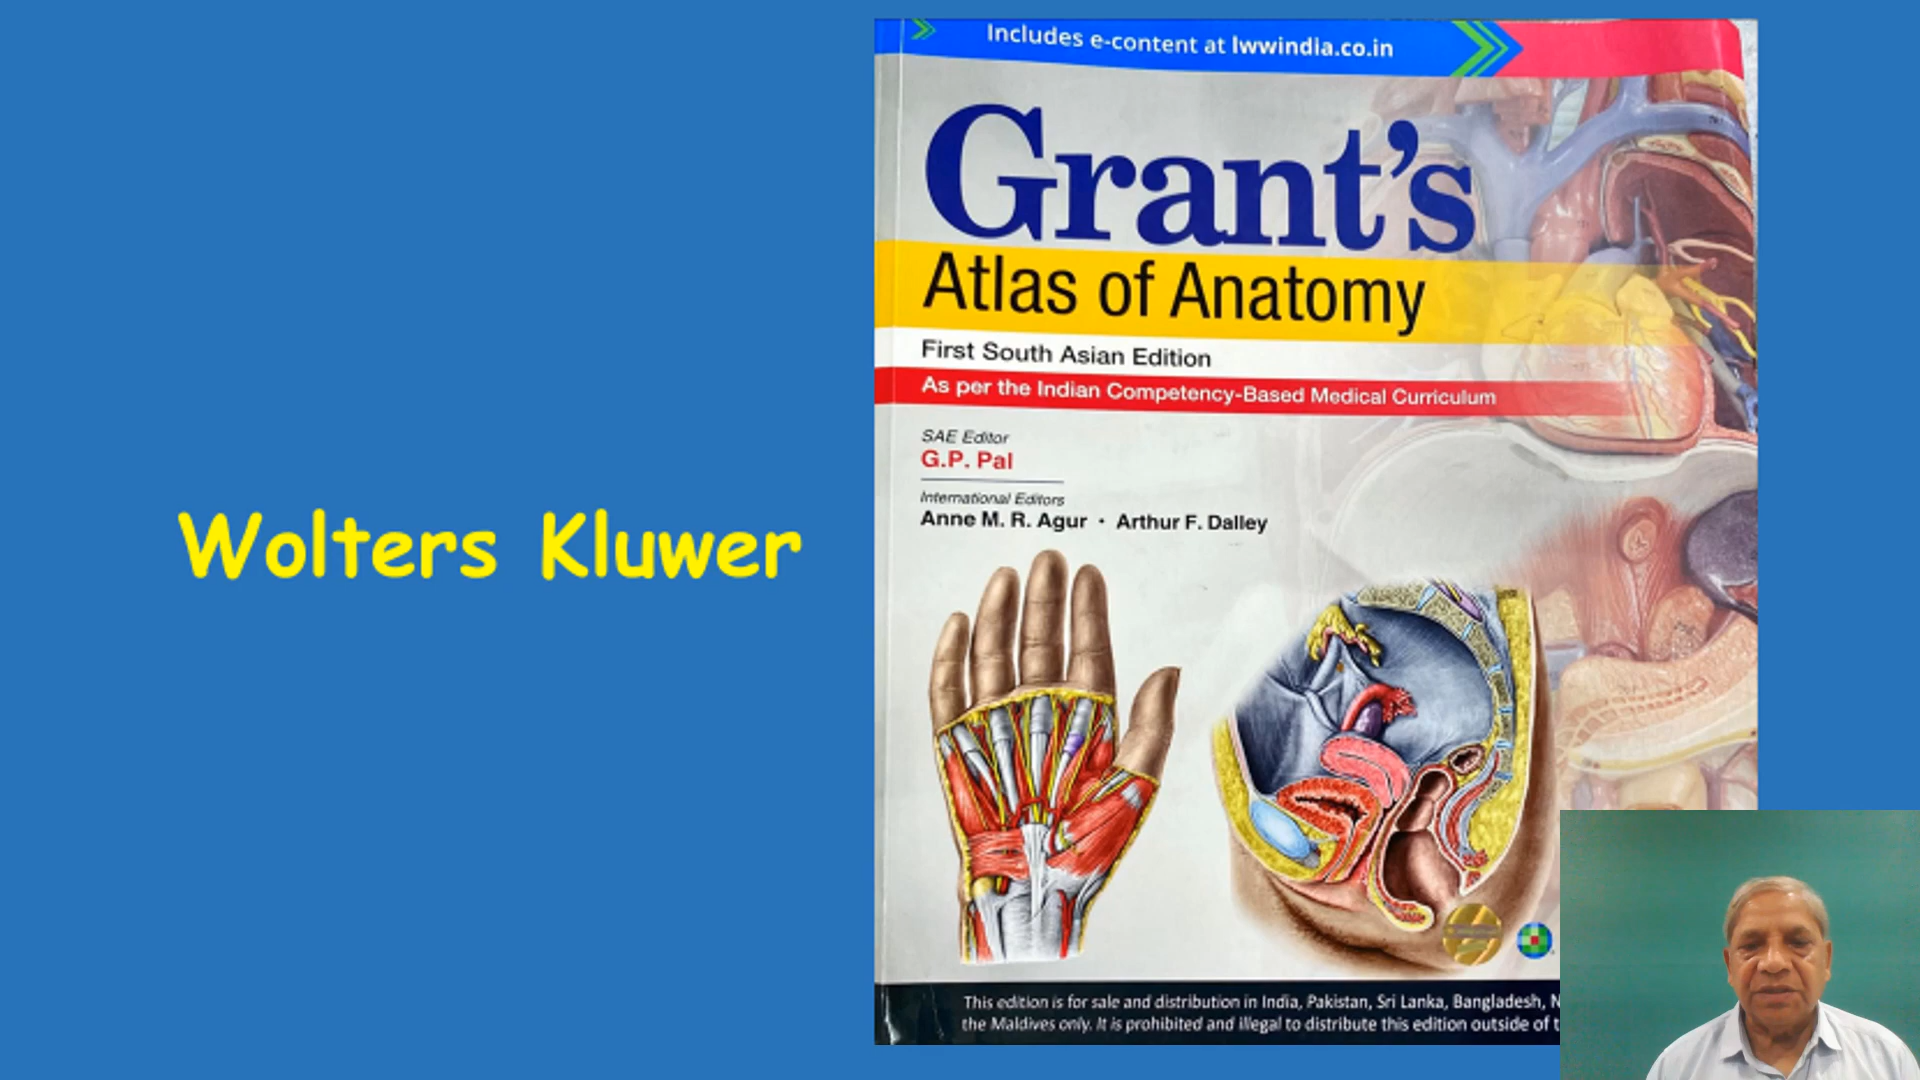 Wolters Kluwer
Includes e-content at lwwindia.co.in
Grant's
Atlas of Anatomy
First South Asian Edition
As per the Indian Competency-Based Medical Curriculum
SAE Editor
G.P. Pal
International Editors
Anne M. R. Agur · Arthur F. Dalley
This edition is for sale and distribution in India, Pakistan, Sri Lanka, Bangladesh,
the Maldives only. It is prohibited and illegal to distribute this edition outside of